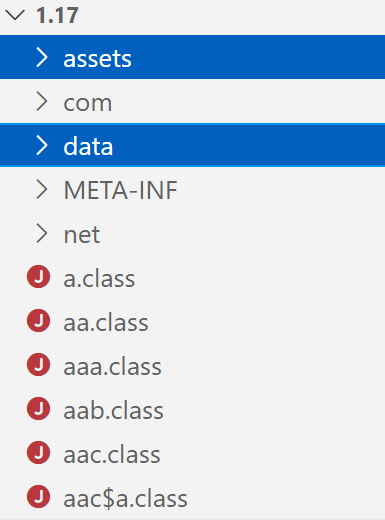 1.17
assets
com
data
META-INF
net
J a.class
J aa.class
J aaa.class
J aab.class
J aac.class
J aac$a.class